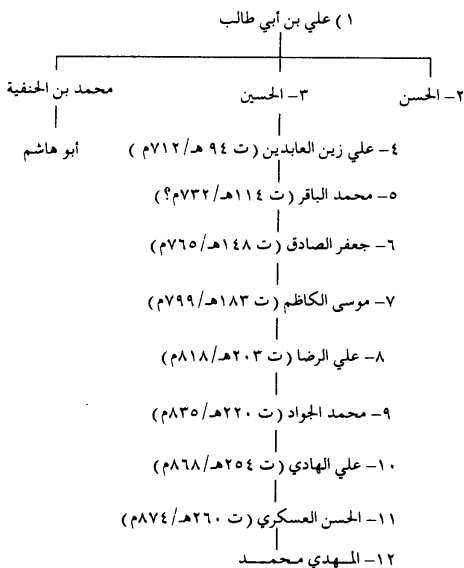 ١) علي بن أبي طالب
٢- الحسن ٣- الحسين محمد بن الحنفية
٤- علي زين العابدين (ت ٩٤ هـ/٧١٢م) أبو هاشم
٥- محمد الباقر (ت ١١٤هـ/٧٣٢م؟)
٦- جعفر الصادق (ت ١٤٨هـ/٧٦٥م)
٧- موسى الكاظم (ت ١٨٣هـ/٧٩٩م)
٨- علي الرضا (ت ٢٠٣هـ/٨١٨م)
٩- محمد الجواد (ت ٢٢٠هـ/٨٣٥م)
١٠- علي الهادي (ت ٢٥٤هـ/٨٦٨م)
١١- الحسن العسكري (ت ٢٦٠هـ/٨٧٤م)
١٢- المـهدي محمـــد